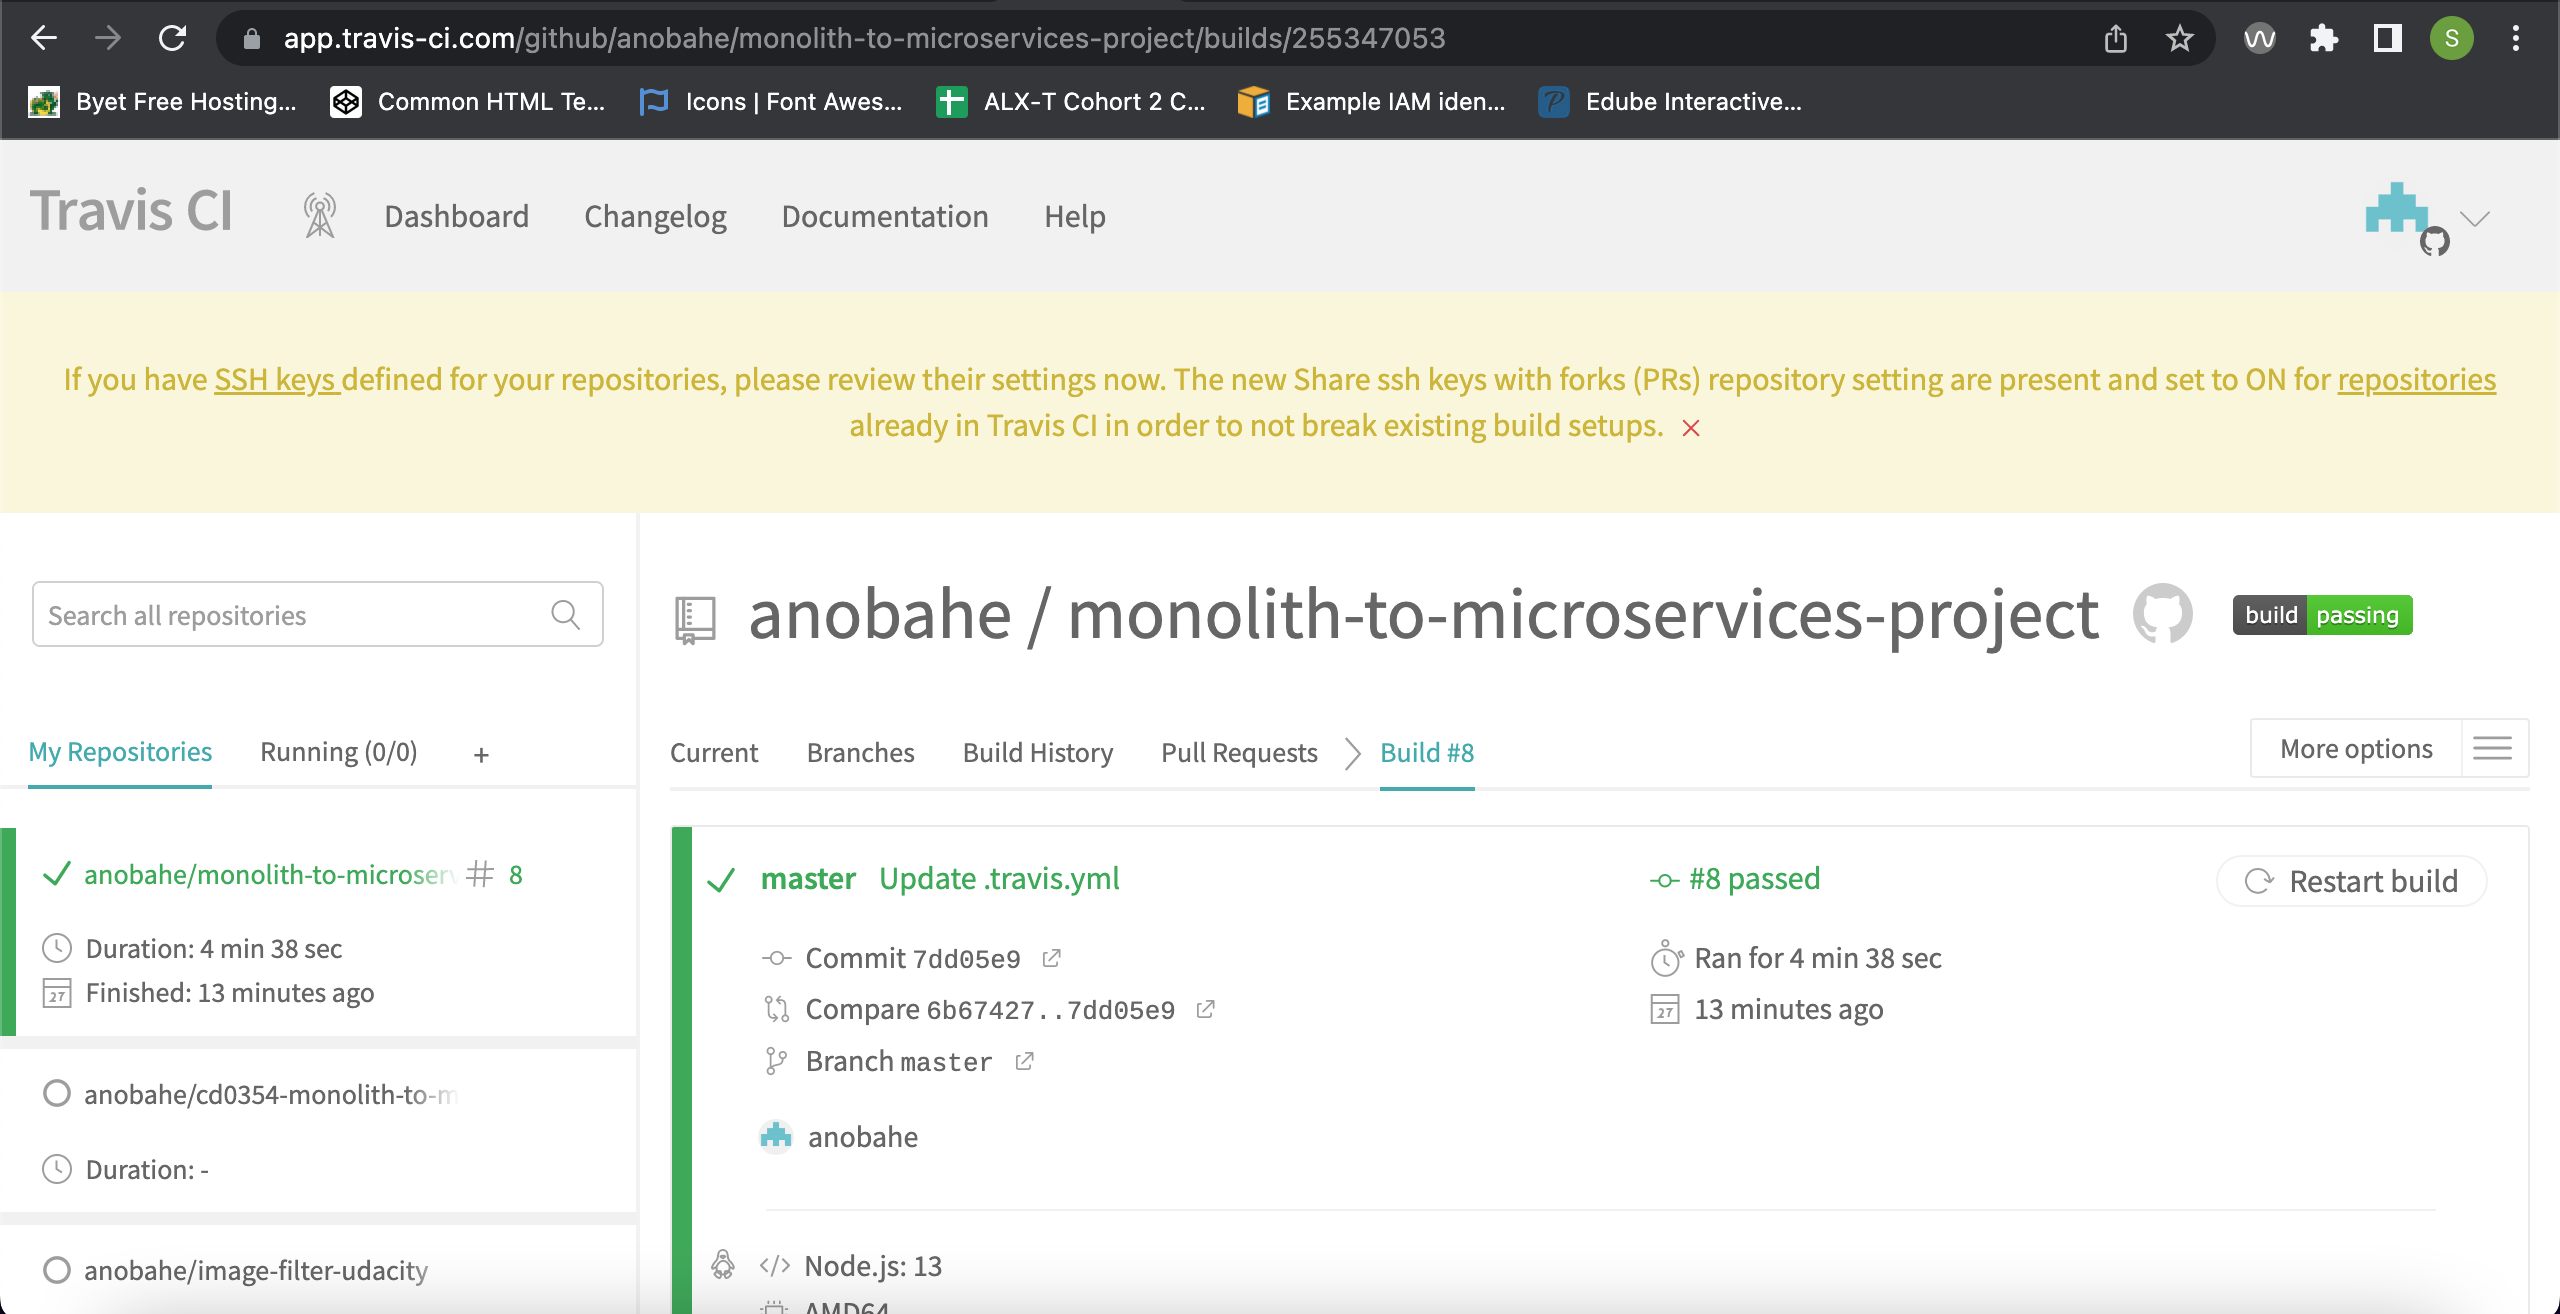 app.travis-ci.com/github/anobahe/monolith-to-microservices-project/builds/255347053
S
Byet Free Hosting...
Common HTML Te...
Icons | Font Awes...
ALX-T Cohort 2 C...
Example IAM iden...
Edube Interactive...
Travis CI
Dashboard
Changelog
Documentation
Help
If you have SSH keys defined for your repositories, please review their settings now. The new Share ssh keys with forks (PRs) repository setting are present and set to ON for repositories
already in Travis CI in order to not break existing build setups.
Search all repositories
My Repositories
Running (0/0)
+
anobahe/monolith-to-microserv # 8
Duration: 4 min 38 sec
27 Finished: 13 minutes ago
anobahe/cd0354-monolith-to-m
Duration: -
anobahe/image-filter-udacity
anobahe / monolith-to-microservices-project
build passing
Current
Branches
Build History
Pull Requests
Build #8
More options
master Update .travis.yml
Commit 7dd05e9
Compare 6b67427..7dd05e9
Branch master
anobahe
#8 passed
Ran for 4 min 38 sec
27 13 minutes ago
Restart build
Node.js: 13
AMD64